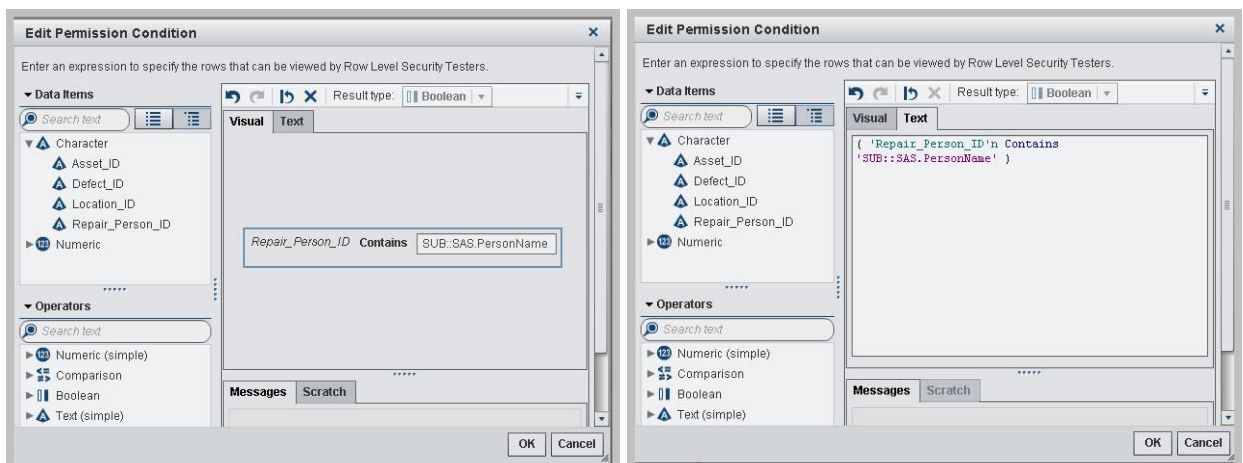 Edit Permission Condition
Enter an expression to specify the rows that can be viewed by Row Level Security Testers.
Data Items
Search text
Character
Asset_ID
Defect_ID
Location_ID
Repair_Person_ID
123 Numeric
Operators
Search text
123 Numeric (simple)
Comparison
Boolean
Text (simple)
Result type: Boolean
Visual Text
Repair_Person_ID Contains SUB::SAS.PersonName
Messages Scratch
OK Cancel
Edit Permission Condition
Enter an expression to specify the rows that can be viewed by Row Level Security Testers.
Data Items
Search text
Character
Asset_ID
Defect_ID
Location_ID
Repair_Person_ID
123 Numeric
Operators
Search text
123 Numeric (simple)
Comparison
Boolean
Text (simple)
Result type: Boolean
Visual Text
( 'Repair_Person_ID'n Contains
'SUB::SAS.PersonName' )
Messages Scratch
OK Cancel